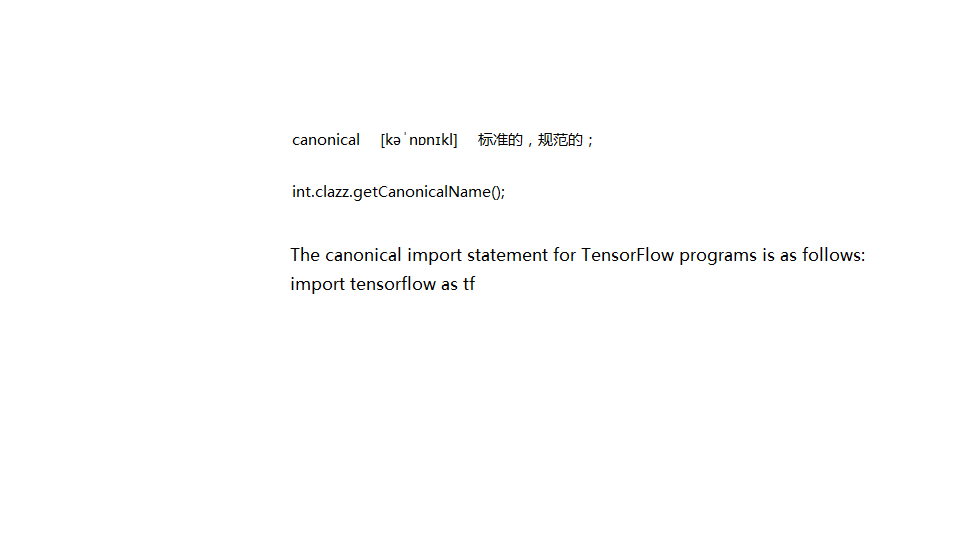 canonical [kəˈnɒnɪkl] 标准的，规范的；
int.clazz.getCanonicalName();
The canonical import statement for TensorFlow programs is as follows:
import tensorflow as tf